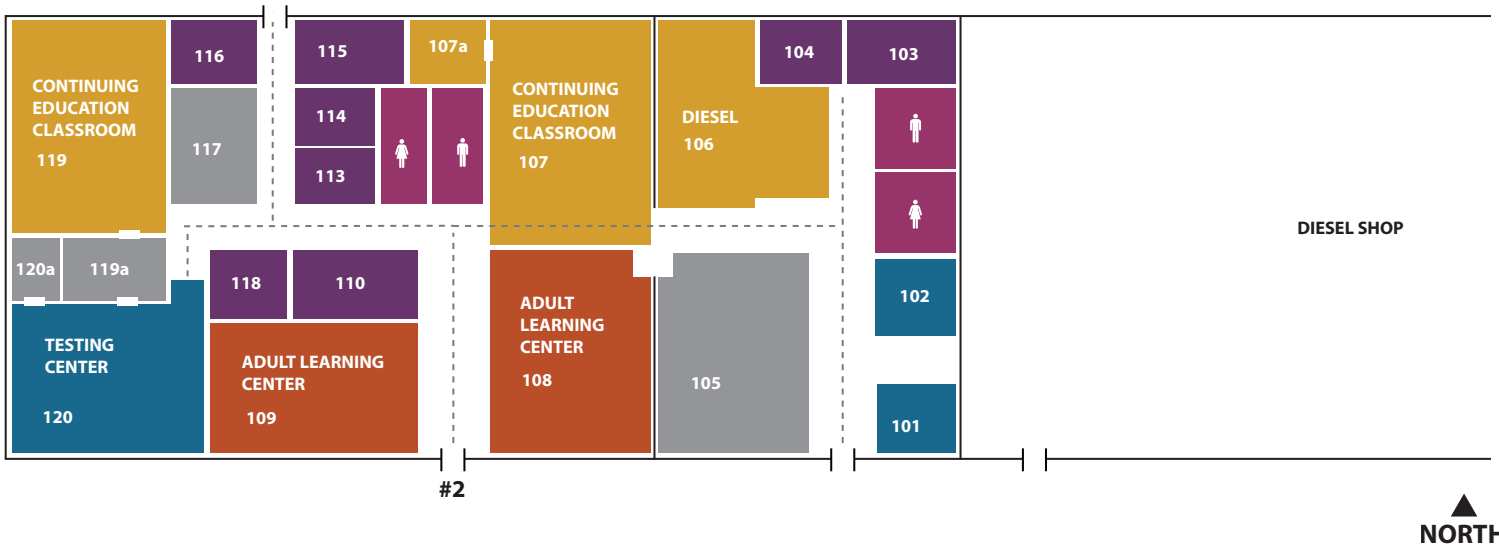 116
115
107a
104
103
CONTINUING
EDUCATION
CLASSROOM
119
117
114
113
CONTINUING
EDUCATION
CLASSROOM
107
DIESEL
106
DIESEL SHOP
120a
119a
118
110
102
TESTING
CENTER
120
ADULT LEARNING
CENTER
109
ADULT
LEARNING
CENTER
108
105
101
#2
NORTH